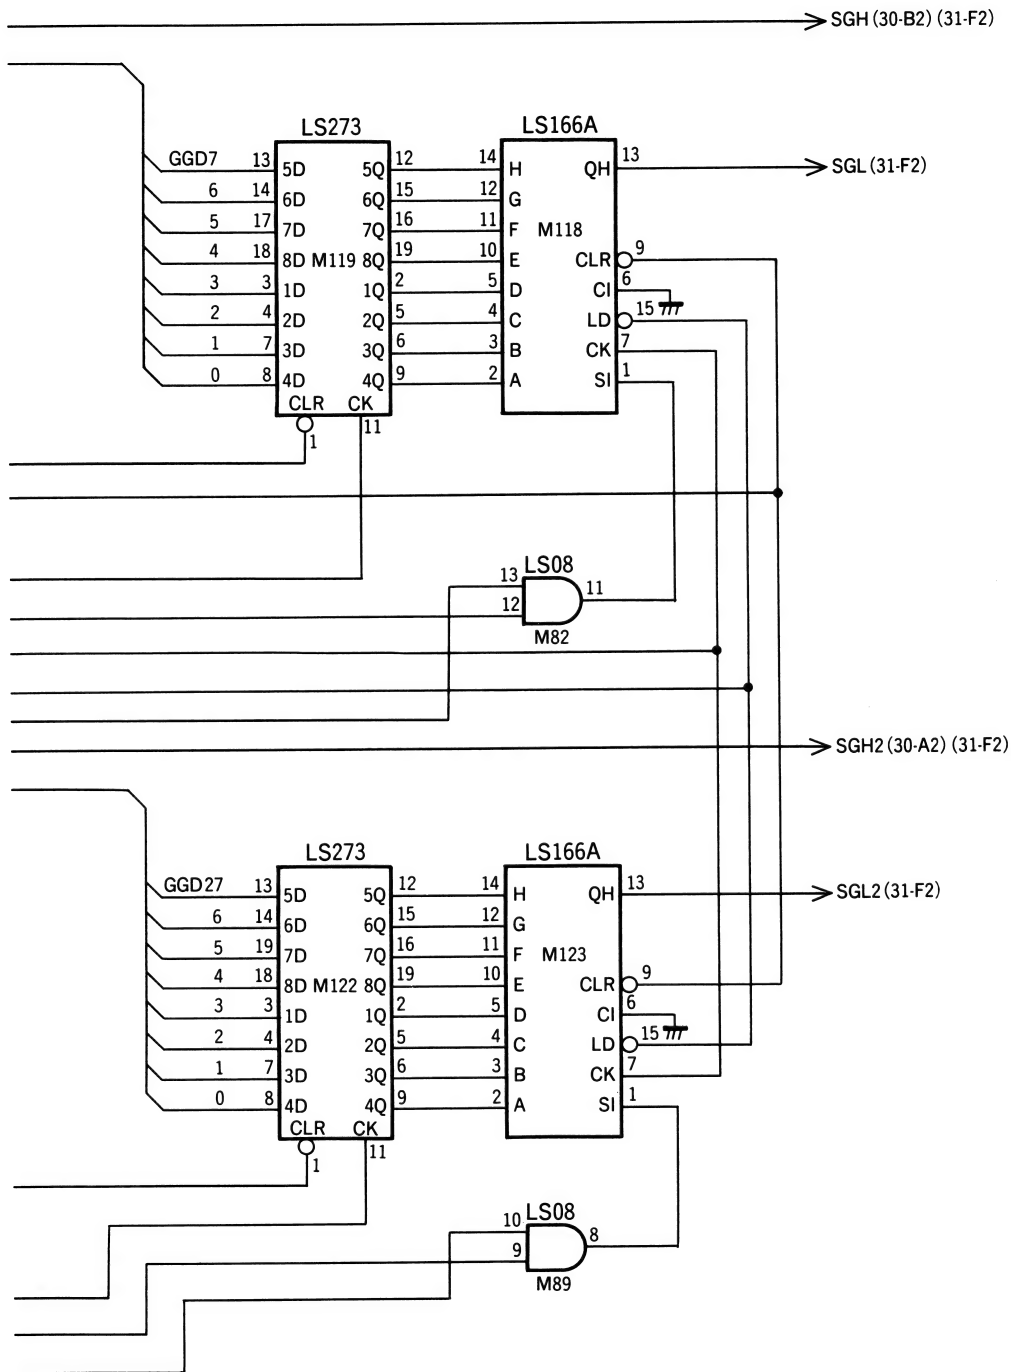 SGH (30-B2) (31-F2)
LS273 LS166A
GGD7 13 5D 5Q 12 14 H QH 13 SGL (31-F2)
6 14 6D 6Q 15 12 G
5 17 7D 7Q 16 11 F M118
4 18 8D M119 8Q 19 10 E CLR 9
3 3 1D 1Q 2 5 D CI 6
2 4 2D 2Q 5 4 C LD 15
1 7 3D 3Q 6 3 B CK 7
0 8 4D 4Q 9 2 A SI 1
CLR CK
1 11
LS08
13 11
12
M82
SGH2 (30-A2) (31-F2)
LS273 LS166A
GGD27 13 5D 5Q 12 14 H QH 13 SGL2 (31-F2)
6 14 6D 6Q 15 12 G
5 19 7D 7Q 16 11 F M123
4 18 8D M122 8Q 19 10 E CLR 9
3 3 1D 1Q 2 5 D CI 6
2 4 2D 2Q 5 4 C LD 15
1 7 3D 3Q 6 3 B CK 7
0 8 4D 4Q 9 2 A SI 1
CLR CK
1 11
LS08
10 8
9
M89